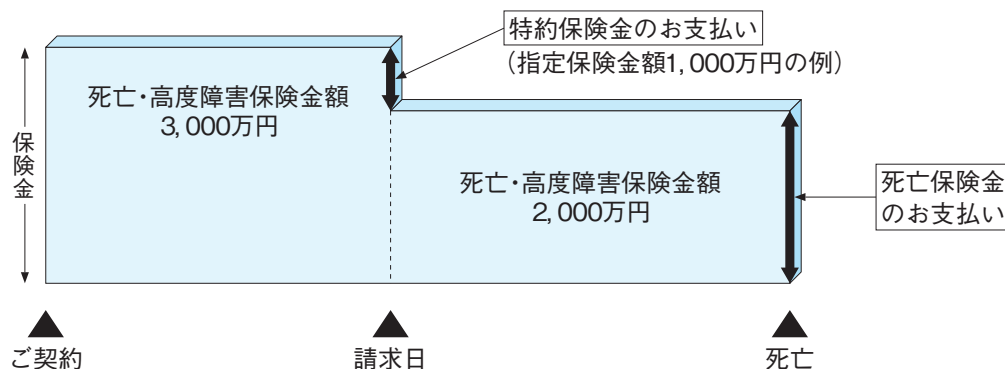 特約保険金のお支払い
（指定保険金額1,000万円の例）
死亡・高度障害保険金額
3,000万円
保険金
死亡・高度障害保険金額
2,000万円
死亡保険金
のお支払い
ご契約
請求日
死亡